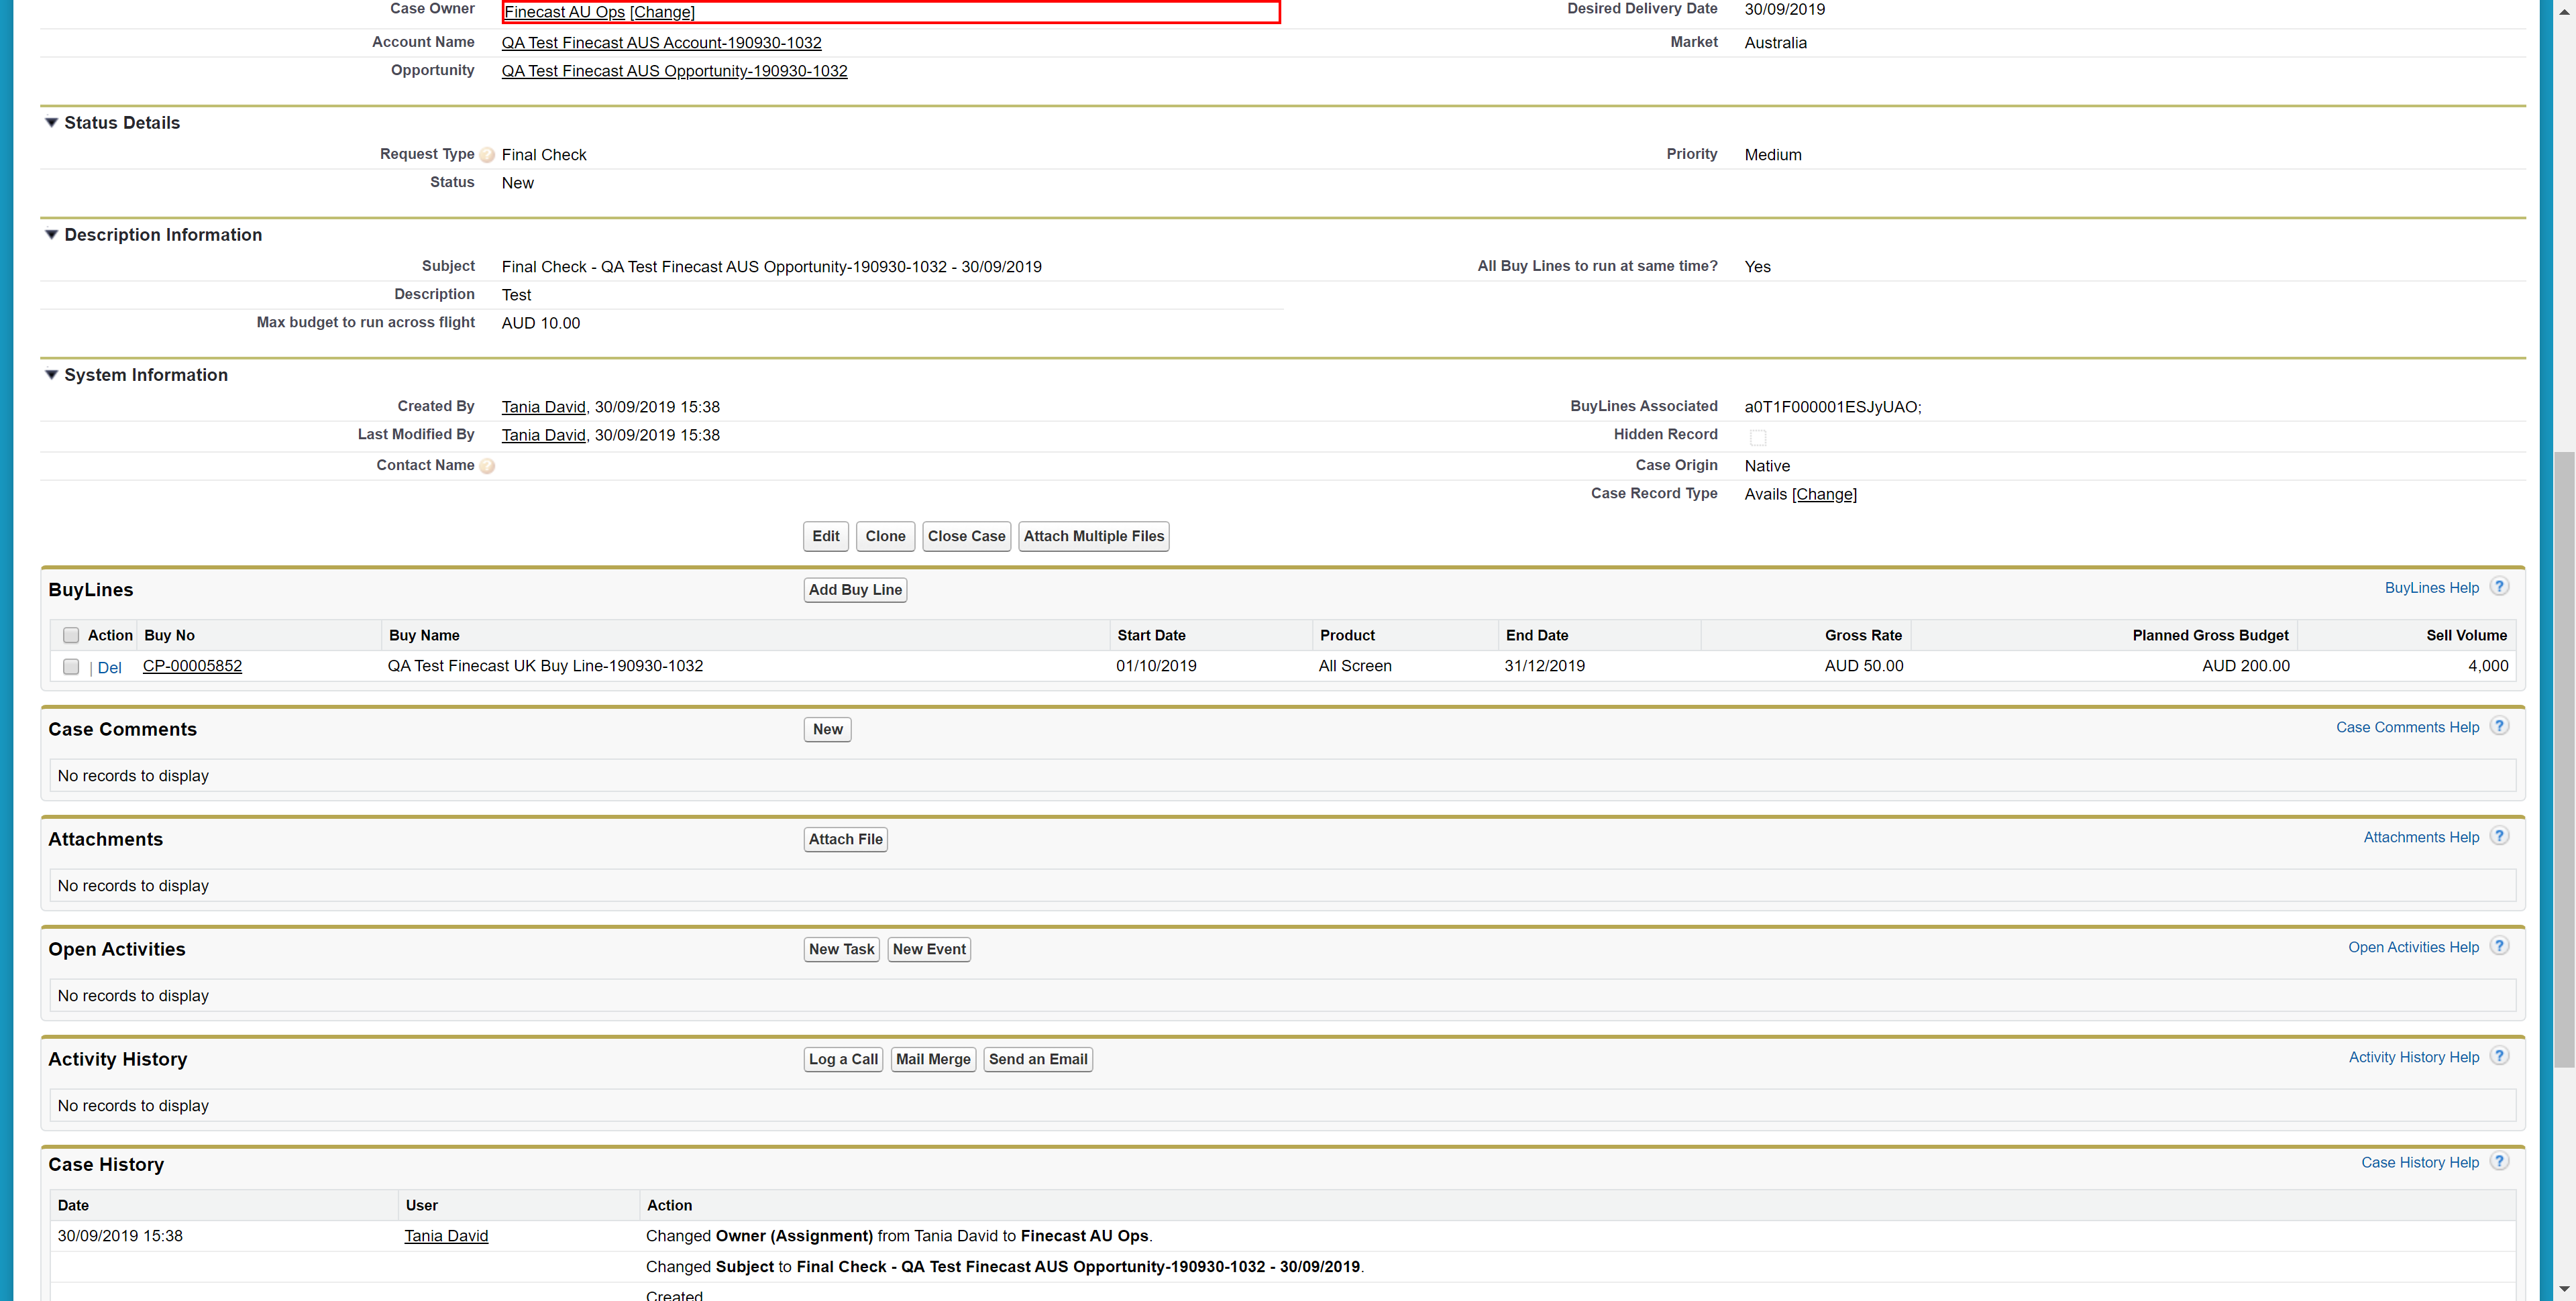 Case Owner Finecast AU Ops [Change] Desired Delivery Date 30/09/2019
Account Name QA Test Finecast AUS Account-190930-1032 Market Australia
Opportunity QA Test Finecast AUS Opportunity-190930-1032
Status Details
Request Type ? Final Check Priority Medium
Status New
Description Information
Subject Final Check - QA Test Finecast AUS Opportunity-190930-1032 - 30/09/2019 All Buy Lines to run at same time? Yes
Description Test
Max budget to run across flight AUD 10.00
System Information
Created By Tania David, 30/09/2019 15:38 BuyLines Associated a0T1F000001ESJyUAO;
Last Modified By Tania David, 30/09/2019 15:38 Hidden Record
Contact Name ? Case Origin Native
Case Record Type Avails [Change]
Edit Clone Close Case Attach Multiple Files
BuyLines Add Buy Line BuyLines Help ?
Action Buy No Buy Name Start Date Product End Date Gross Rate Planned Gross Budget Sell Volume
| Del CP-00005852 QA Test Finecast UK Buy Line-190930-1032 01/10/2019 All Screen 31/12/2019 AUD 50.00 AUD 200.00 4,000
Case Comments New Case Comments Help ?
No records to display
Attachments Attach File Attachments Help ?
No records to display
Open Activities New Task New Event Open Activities Help ?
No records to display
Activity History Log a Call Mail Merge Send an Email Activity History Help ?
No records to display
Case History Case History Help ?
Date User Action
30/09/2019 15:38 Tania David Changed Owner (Assignment) from Tania David to Finecast AU Ops.
Changed Subject to Final Check - QA Test Finecast AUS Opportunity-190930-1032 - 30/09/2019.
Created